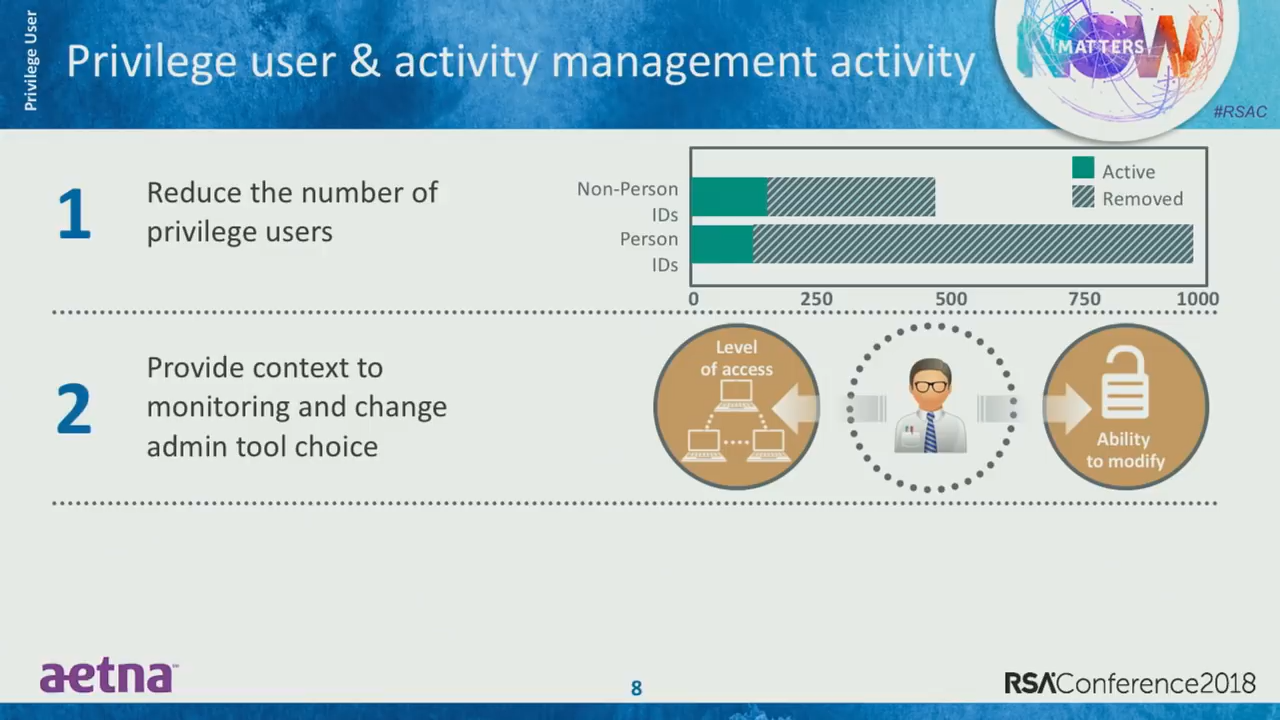 Privilege User
Privilege user & activity management activity
NOW
MATTERS
#RSAC
1
Reduce the number of
privilege users
Non-Person
IDs
Person
IDs
Active
Removed
0 250 500 750 1000
2
Provide context to
monitoring and change
admin tool choice
Level
of access
Ability
to modify
aetna
8
RSAConference2018